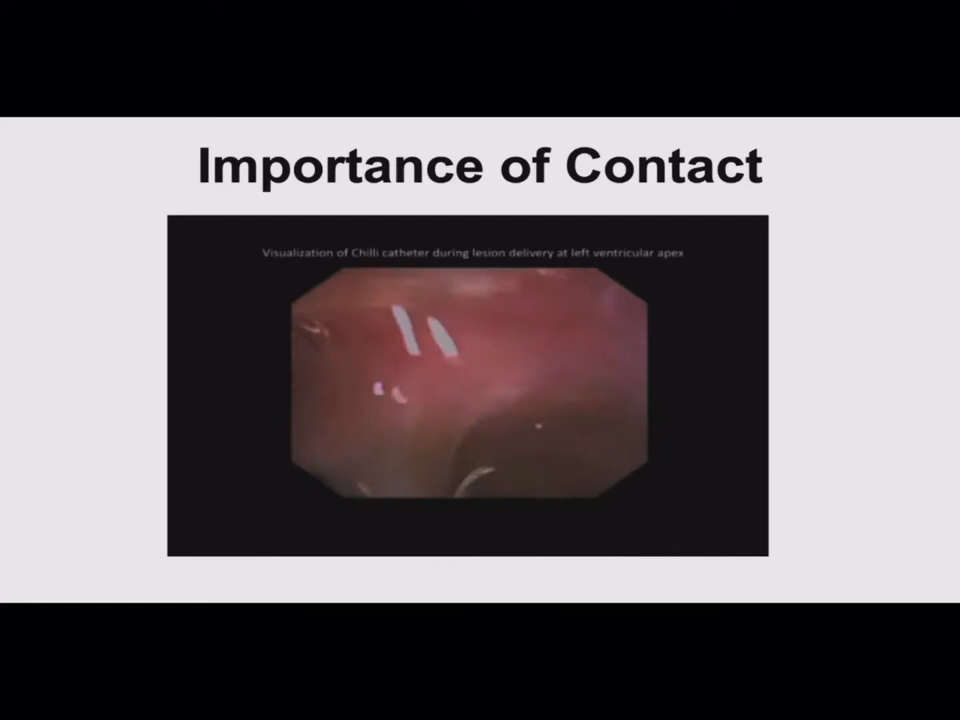 Importance of Contact
Visualization of Chilli catheter during lesion delivery at left ventricular apex